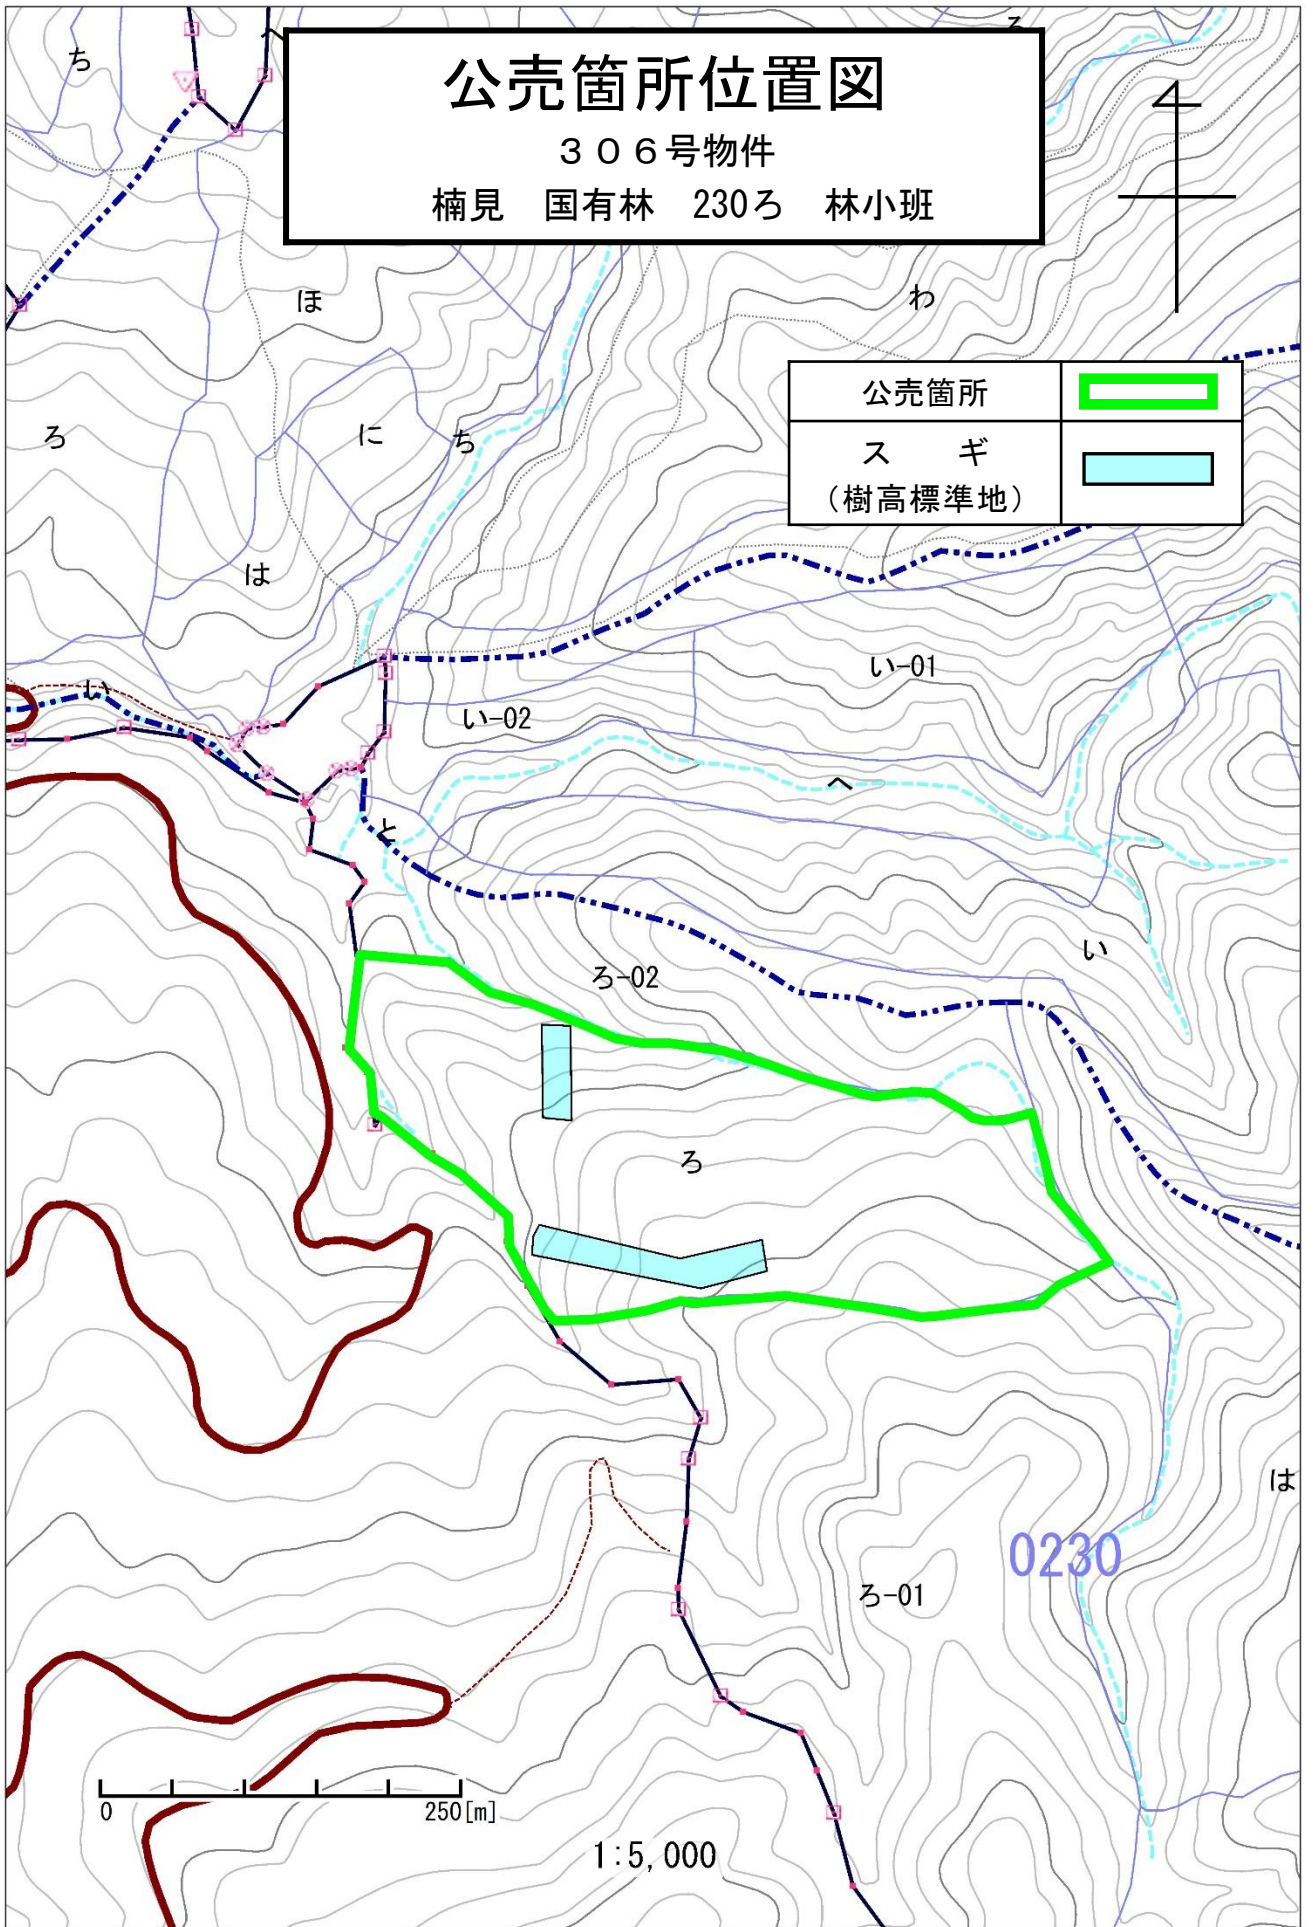 ち
へ
ろ
公売箇所位置図
３０６号物件
楠見　国有林　230ろ　林小班
ほ
わ
公売箇所
ス　ギ
（樹高標準地）
ろ
に
ち
は
い-01
い
い-02
へ
と
い
ろ-02
ろ
は
0230
ろ-01
0
250[m]
1:5,000